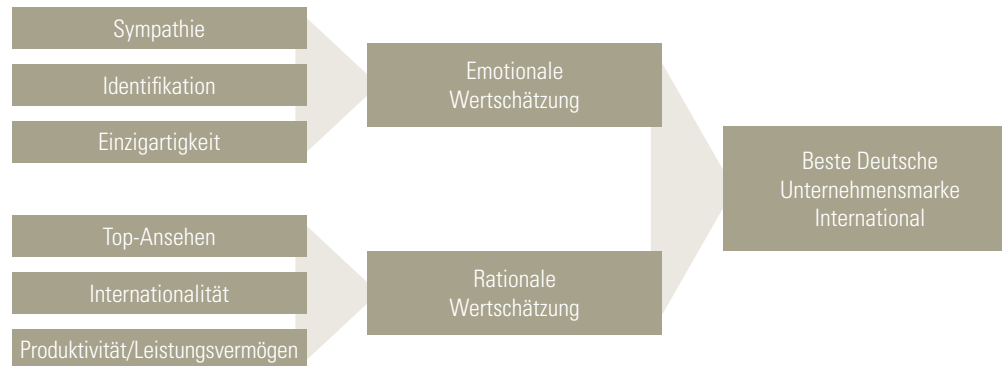 Sympathie
Identifikation
Einzigartigkeit
Emotionale
Wertschätzung
Top-Ansehen
Internationalität
Produktivität/Leistungsvermögen
Rationale
Wertschätzung
Beste Deutsche
Unternehmensmarke
International